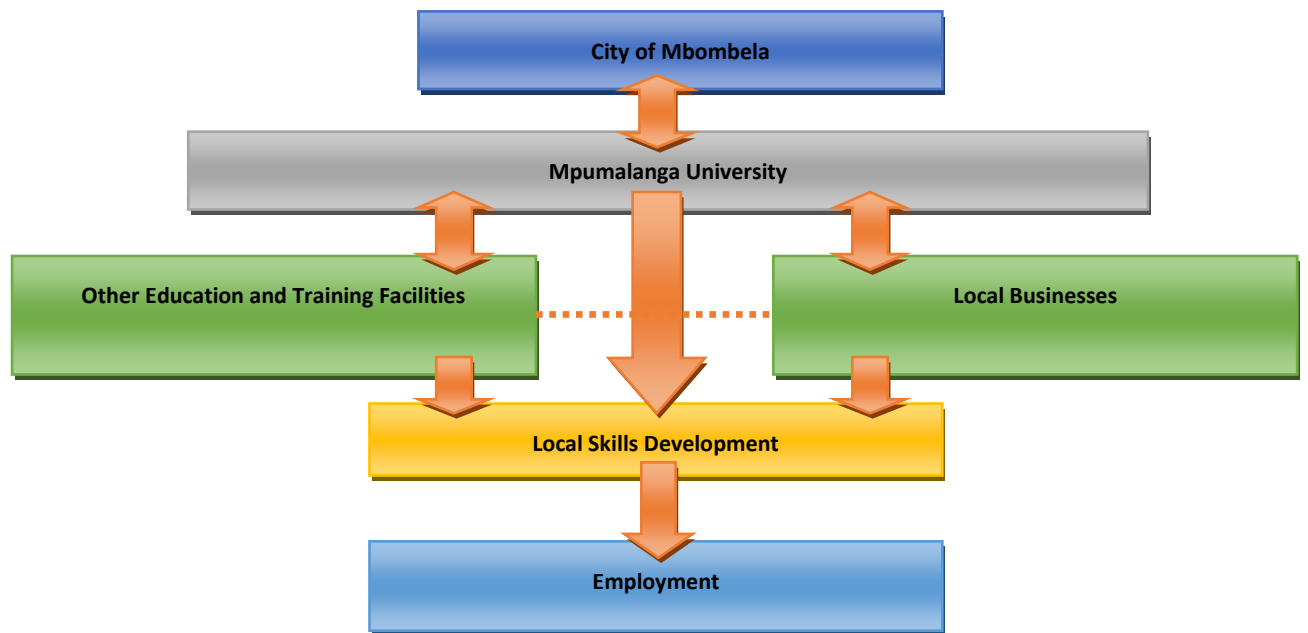 City of Mbombela
Mpumalanga University
Other Education and Training Facilities
Local Businesses
Local Skills Development
Employment